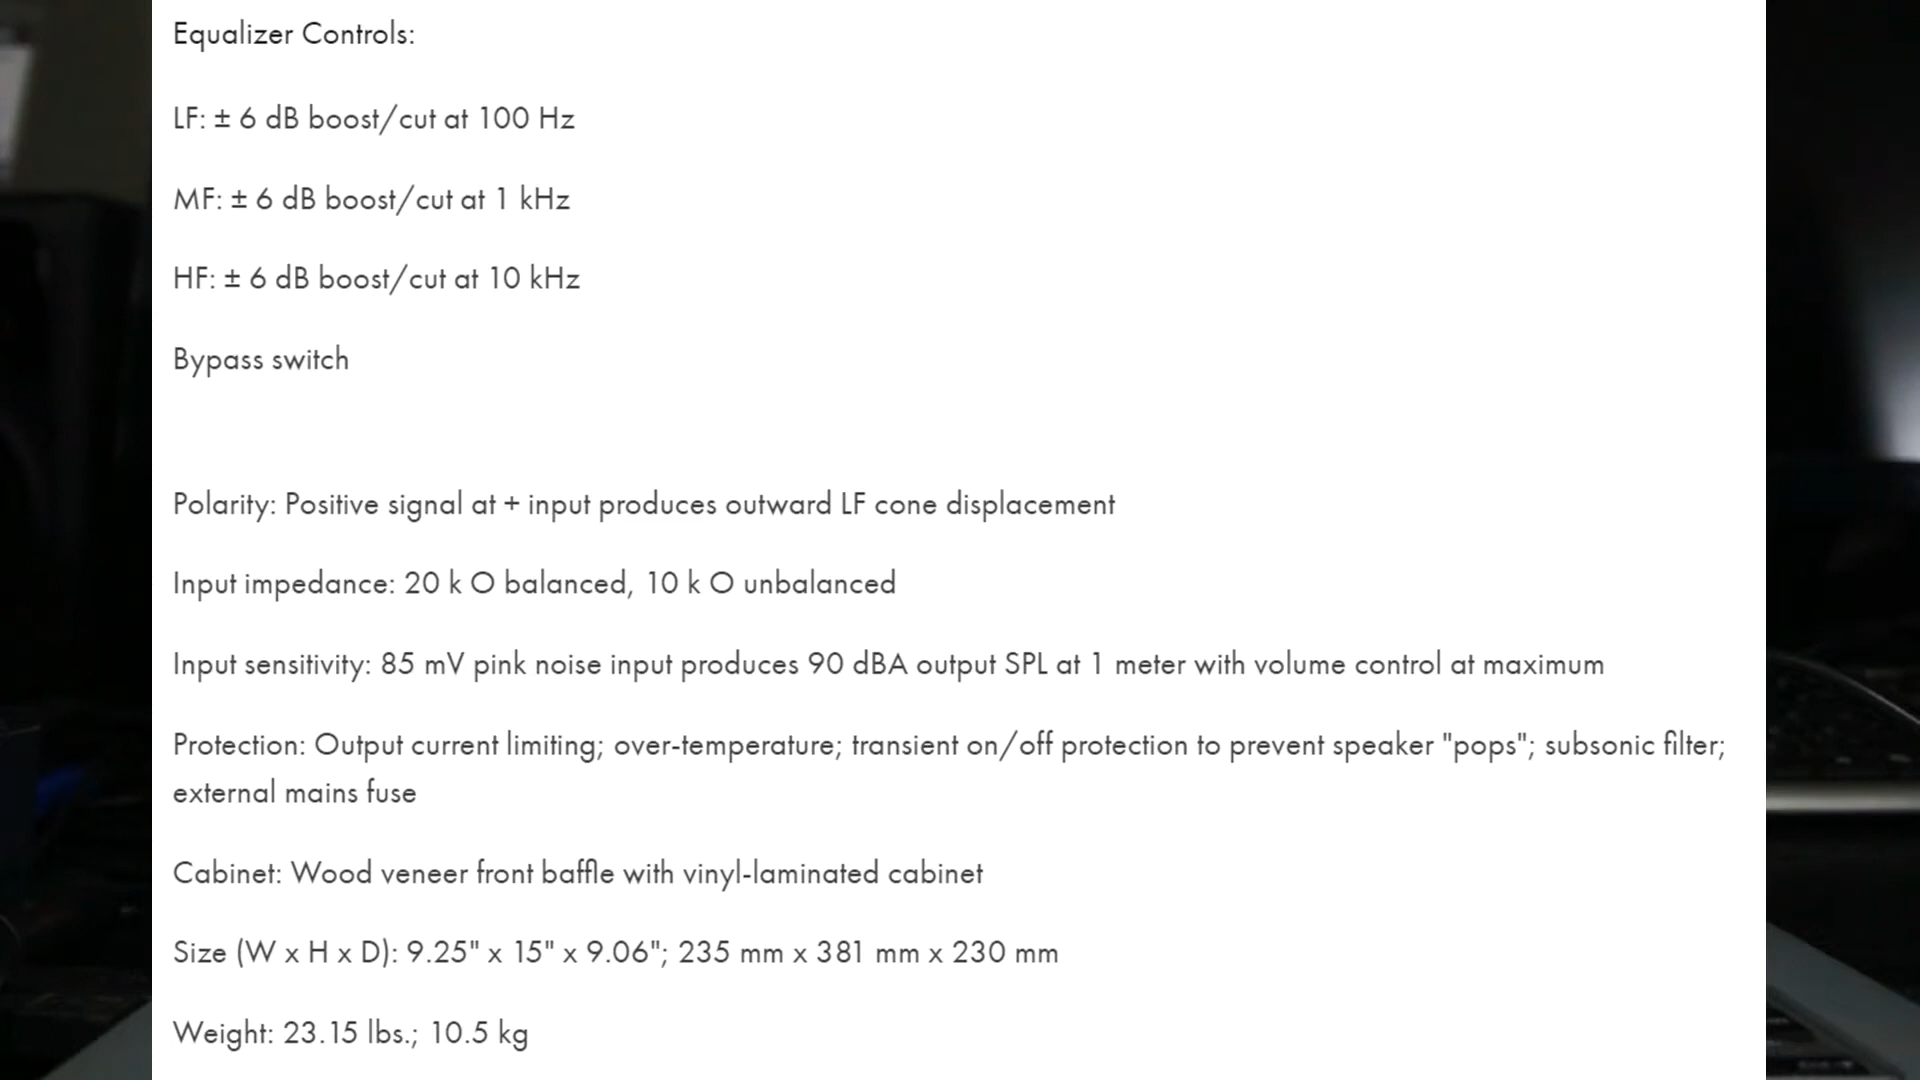 Equalizer Controls:
LF: ± 6 dB boost/cut at 100 Hz
MF: ± 6 dB boost/cut at 1 kHz
HF: ± 6 dB boost/cut at 10 kHz
Bypass switch
Polarity: Positive signal at + input produces outward LF cone displacement
Input impedance: 20 k O balanced, 10 k O unbalanced
Input sensitivity: 85 mV pink noise input produces 90 dBA output SPL at 1 meter with volume control at maximum
Protection: Output current limiting; over-temperature; transient on/off protection to prevent speaker "pops"; subsonic filter;
external mains fuse
Cabinet: Wood veneer front baffle with vinyl-laminated cabinet
Size (W x H x D): 9.25" x 15" x 9.06"; 235 mm x 381 mm x 230 mm
Weight: 23.15 lbs.; 10.5 kg